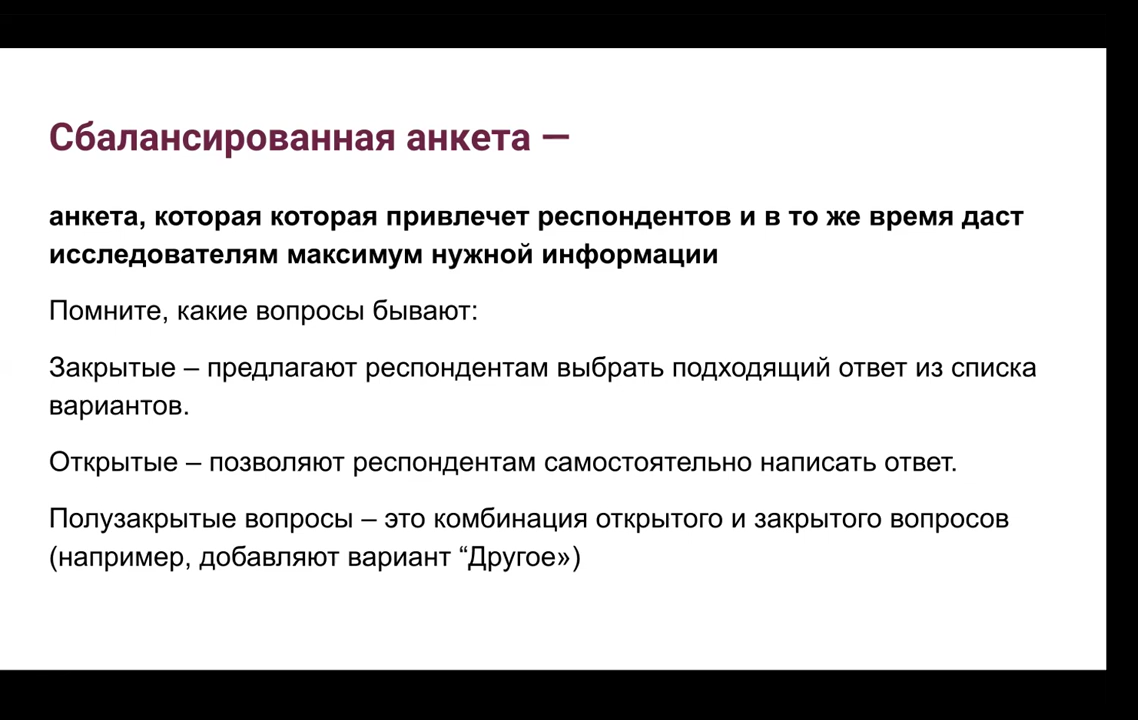 Сбалансированная анкета —
анкета, которая которая привлечет респондентов и в то же время даст
исследователям максимум нужной информации
Помните, какие вопросы бывают:
Закрытые – предлагают респондентам выбрать подходящий ответ из списка
вариантов.
Открытые – позволяют респондентам самостоятельно написать ответ.
Полузакрытые вопросы – это комбинация открытого и закрытого вопросов
(например, добавляют вариант “Другое»)